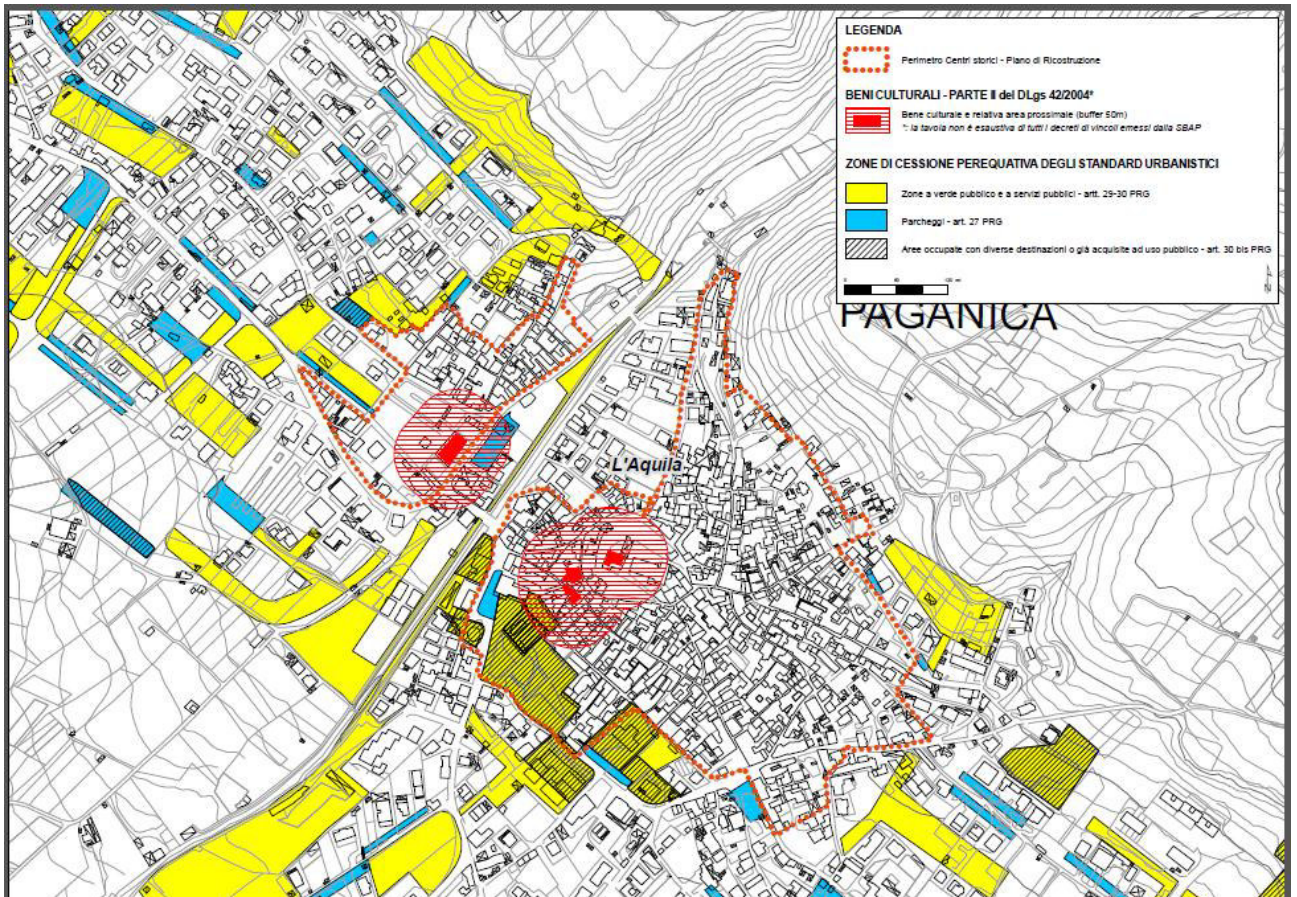 LEGENDA
Perimetro Centri storici - Piano di Ricostruzione
BENI CULTURALI - PARTE II del DLgs 42/2004*
Bene culturale e relativa area prossimale (buffer 50m)
*: la tavola non è esaustiva di tutti i decreti di vincoli emessi dalla SBAP
ZONE DI CESSIONE PEREQUATIVA DEGLI STANDARD URBANISTICI
Zone a verde pubblico e a servizi pubblici - artt. 29-30 PRG
Parcheggi - art. 27 PRG
Aree occupate con diverse destinazioni o già acquisite ad uso pubblico - art. 30 bis PRG
PAGANICA
L'Aquila